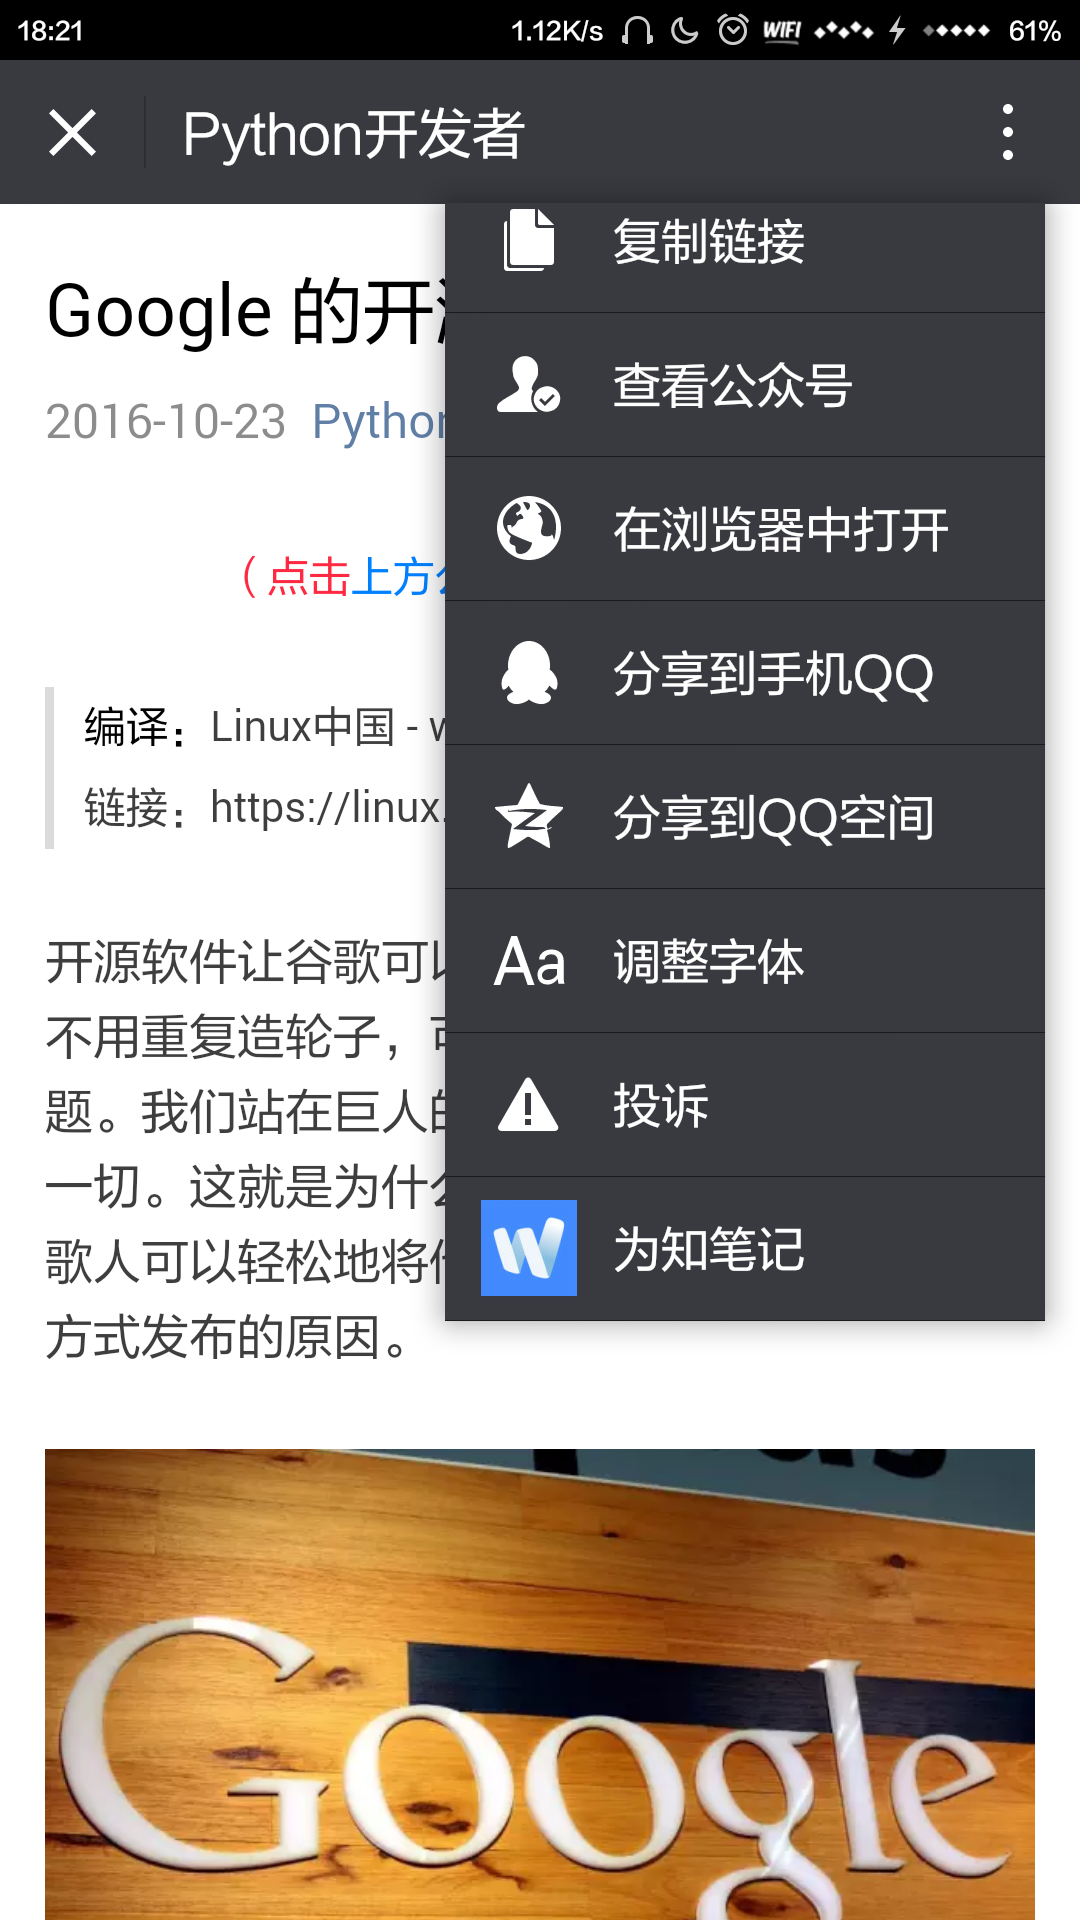 18:21
1.12K/s
WIFI
61%
Python开发者
复制链接
查看公众号
在浏览器中打开
分享到手机QQ
分享到QQ空间
Aa 调整字体
投诉
为知笔记
Google 的开
2016-10-23 Python
（点击上方
编译：Linux中国 - w
链接：https://linux.
开源软件让谷歌可以
不用重复造轮子，
题。我们站在巨人的
一切。这就是为什么
歌人可以轻松地将
方式发布的原因。
Google